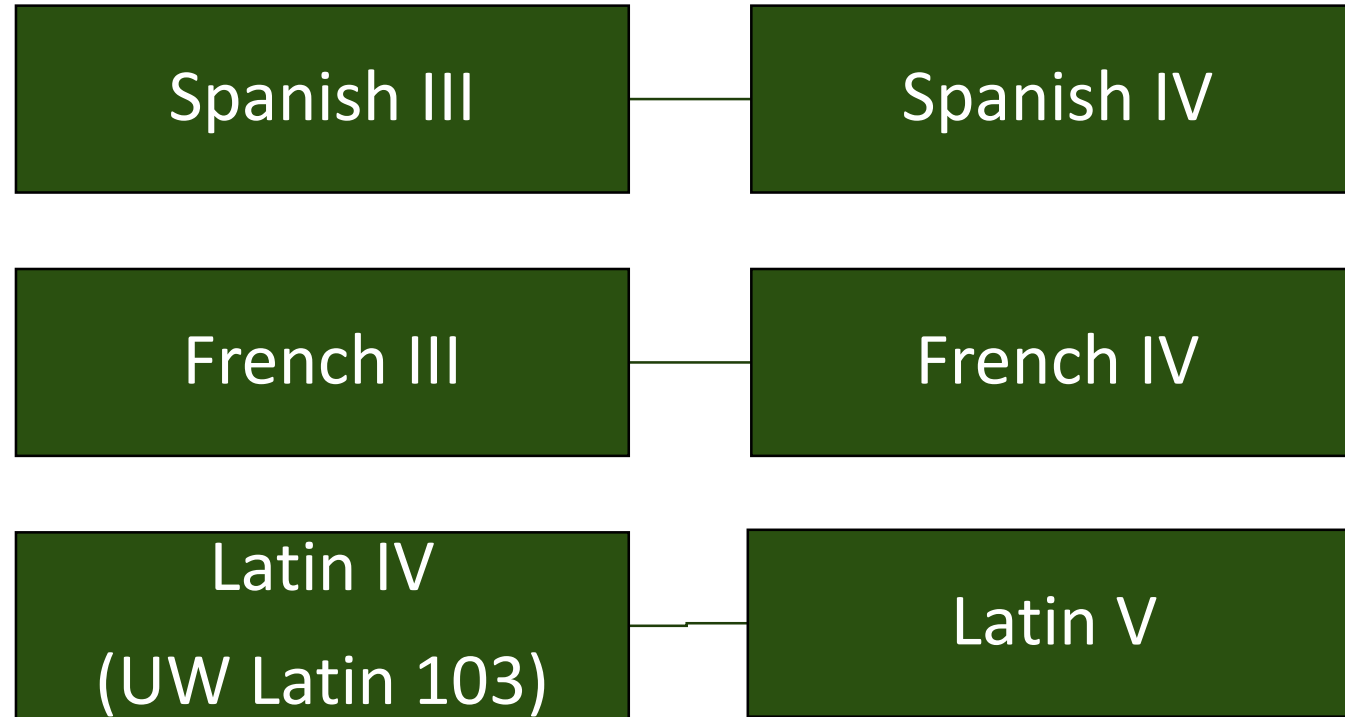 Spanish III
Spanish IV
French III
French IV
Latin IV
(UW Latin 103)
Latin V